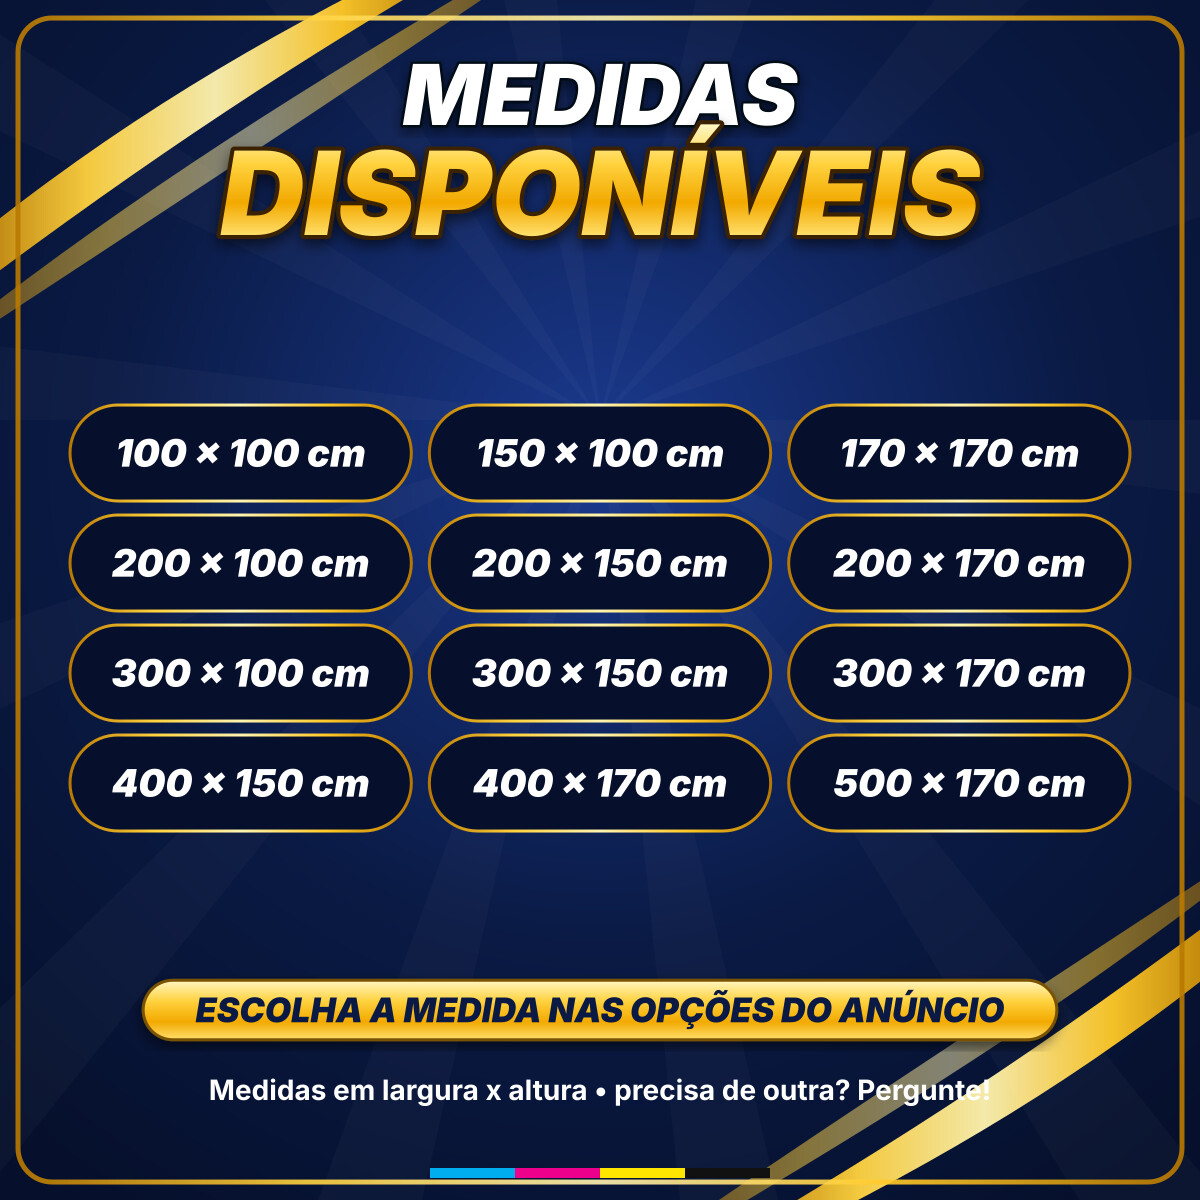 MEDIDAS
DISPONÍVEIS
100 × 100 cm
150 × 100 cm
170 × 170 cm
200 × 100 cm
200 × 150 cm
200 × 170 cm
300 × 100 cm
300 × 150 cm
300 × 170 cm
400 × 150 cm
400 × 170 cm
500 × 170 cm
ESCOLHA A MEDIDA NAS OPÇÕES DO ANÚNCIO
Medidas em largura x altura • precisa de outra? Pergunte!